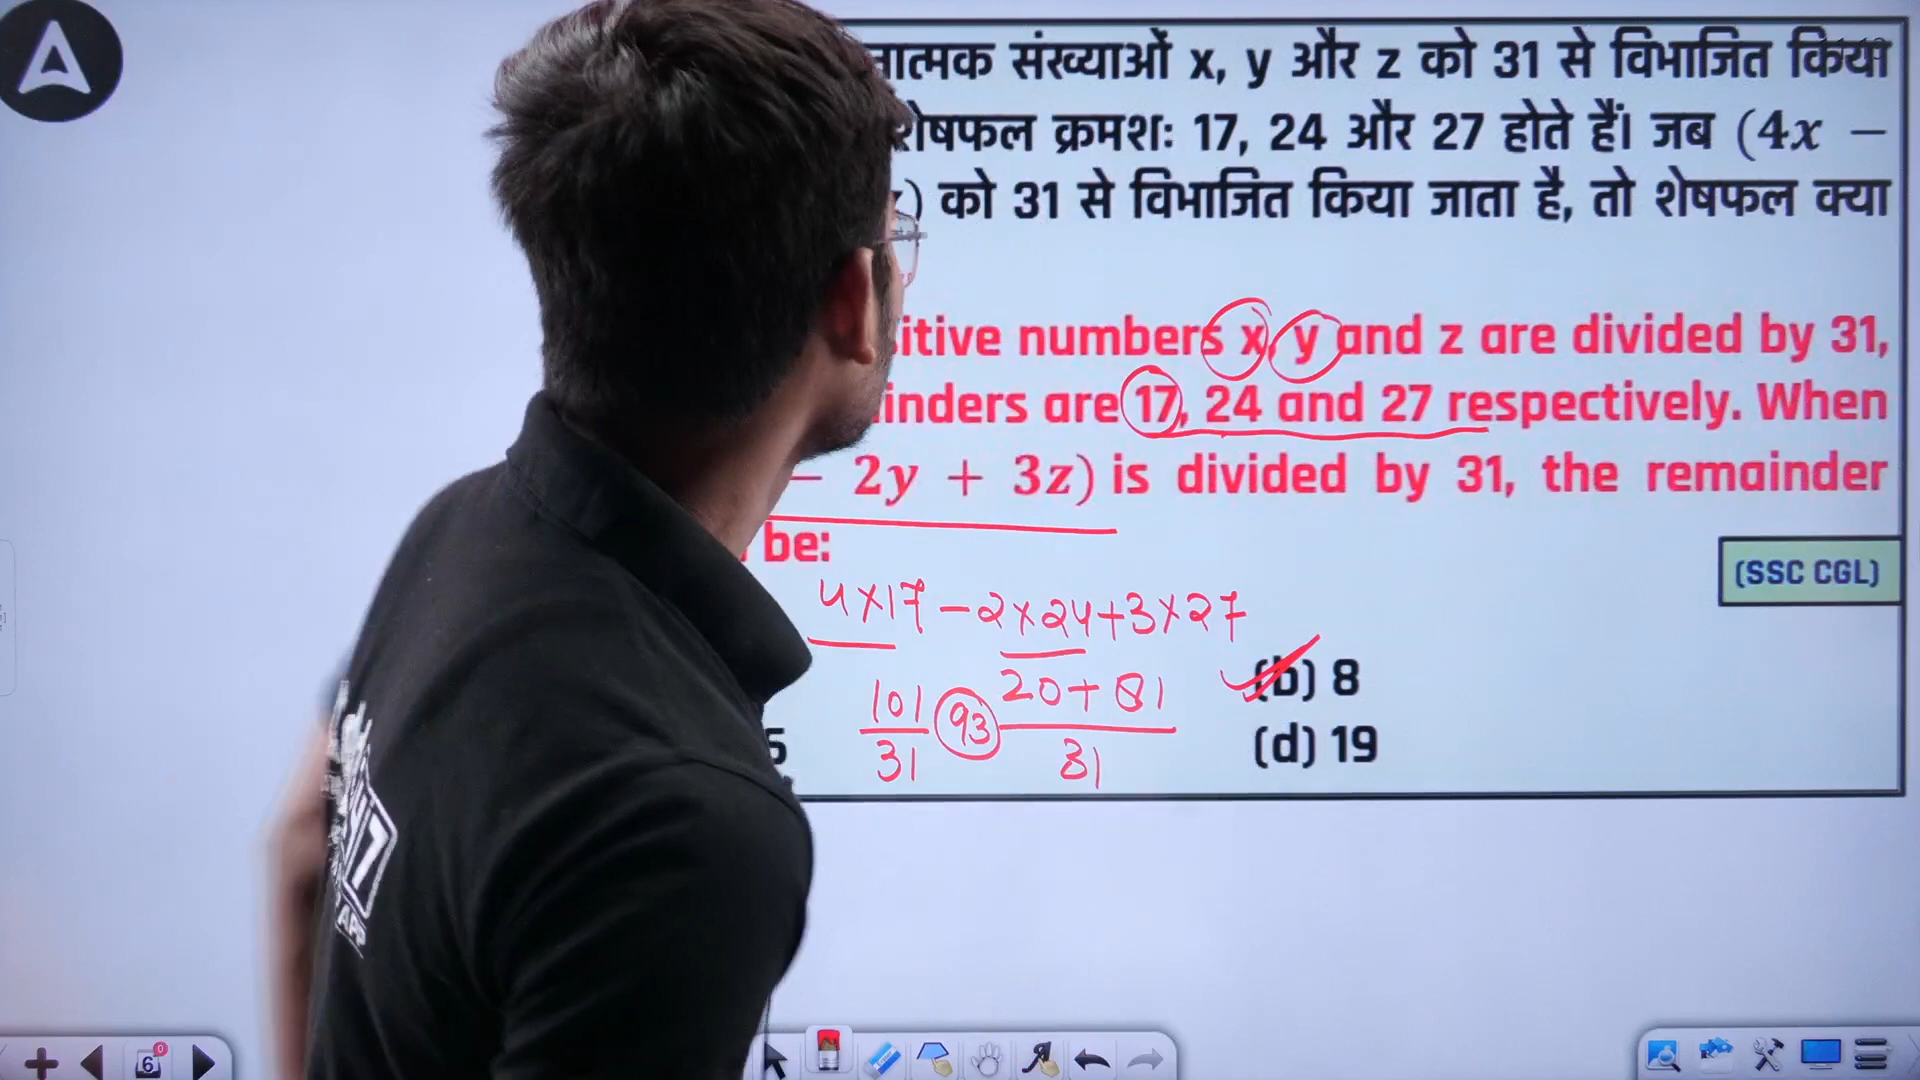 संख्याओं x, y और z को 31 से विभाजित किया
शेषफल क्रमशः 17, 24 और 27 होते हैं। जब (4x −
) को 31 से विभाजित किया जाता है, तो शेषफल क्या
itive numbers x, y and z are divided by 31,
inders are 17, 24 and 27 respectively. When
− 2y + 3z) is divided by 31, the remainder
be:
(SSC CGL)
4×17 − 2×24 + 3×27
20 + 81
31
101
31
93
(b) 8
5
(d) 19
APP
6
0